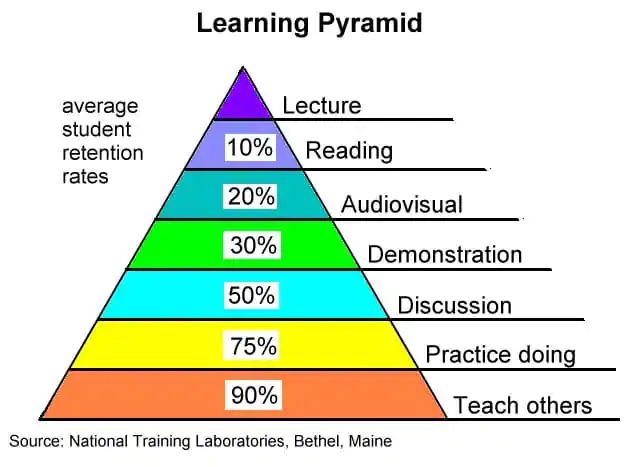 Learning Pyramid
average
student
retention
rates
Lecture
10% Reading
20% Audiovisual
30% Demonstration
50% Discussion
75% Practice doing
90% Teach others
Source: National Training Laboratories, Bethel, Maine